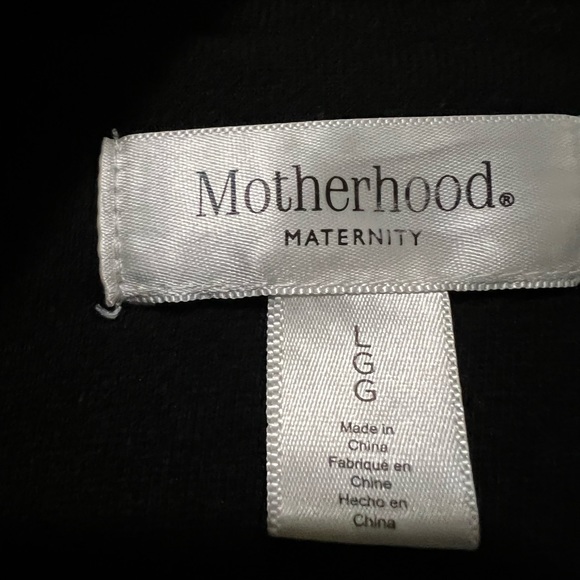 Motherhood®
MATERNITY
L
G
G
Made in
China
Fabriqué en
Chine
Hecho en
China